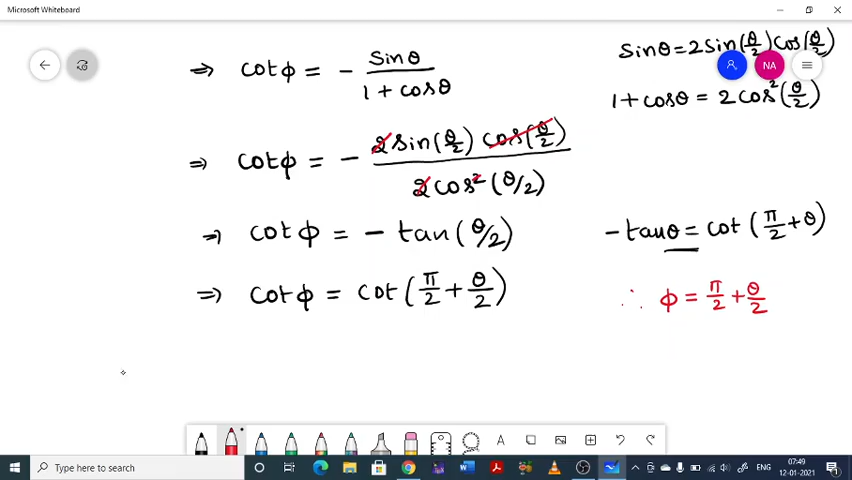 Microsoft Whiteboard
⇒ cotφ = - sinθ / 1 + cosθ
sinθ = 2sin(θ/2)cos(θ/2)
NA
1 + cosθ = 2cos²(θ/2)
⇒ cotφ = - 2sin(θ/2) cos(θ/2) / 2cos²(θ/2)
⇒ cotφ = - tan(θ/2)
-tanθ = cot(π/2 + θ)
⇒ cotφ = cot(π/2 + θ/2)
∴ φ = π/2 + θ/2
Type here to search
ENG
07:49
12-01-2021